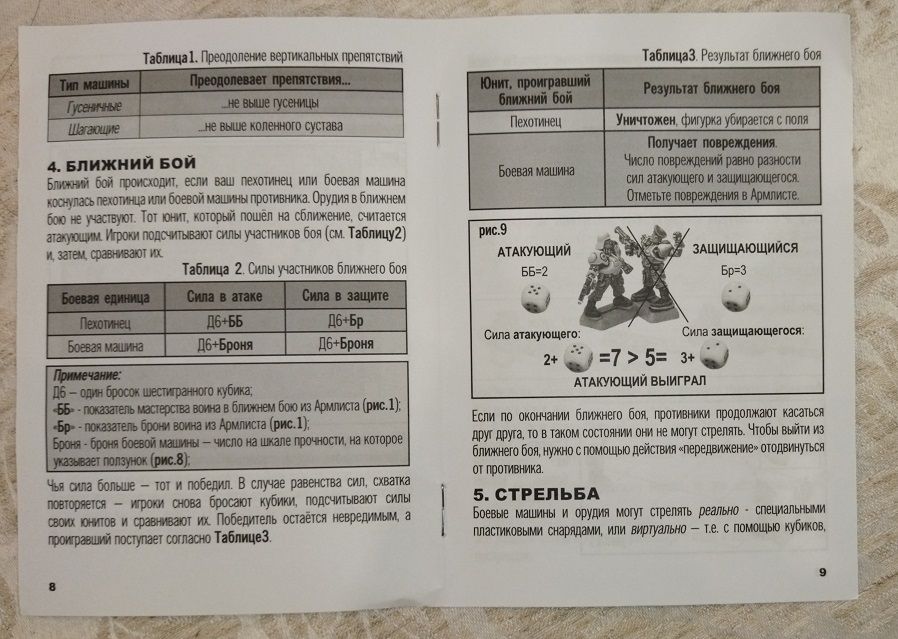 Таблица1. Преодоление вертикальных препятствий
Тип машины Преодолевает препятствия...
Гусеничные ...не выше гусеницы
Шагающие ...не выше коленного сустава
4. БЛИЖНИЙ БОЙ
Ближний бой происходит, если ваш пехотинец или боевая машина
коснулась пехотинца или боевой машины противника. Орудия в ближнем
бою не участвуют. Тот юнит, который пошёл на сближение, считается
атакующим. Игроки подсчитывают силы участников боя (см. Таблицу2)
и, затем, сравнивают их.
Таблица 2. Силы участников ближнего боя
Боевая единица Сила в атаке Сила в защите
Пехотинец Д6+ББ Д6+Бр
Боевая машина Д6+Броня Д6+Броня
Примечание:
Д6 – один бросок шестигранного кубика;
«ББ» - показатель мастерства воина в ближнем бою из Армлиста (рис.1);
«Бр» - показатель брони воина из Армлиста (рис.1);
Броня - броня боевой машины – число на шкале прочности, на которое
указывает ползунок (рис.8);
Чья сила больше – тот и победил. В случае равенства сил, схватка
повторяется – игроки снова бросают кубики, подсчитывают силы
своих юнитов и сравнивают их. Победитель остаётся невредимым, а
проигравший поступает согласно Таблице3.
8
Таблица3. Результат ближнего боя
Юнит, проигравший
ближний бой
Результат ближнего боя
Пехотинец Уничтожен, фигурка убирается с поля
Боевая машина
Получает повреждения.
Число повреждений равно разности
сил атакующего и защищающегося.
Отметьте повреждения в Армлисте.
рис.9
АТАКУЮЩИЙ ЗАЩИЩАЮЩИЙСЯ
ББ=2 Бр=3
Сила атакующего: Сила защищающегося:
2+ =7 > 5= 3+
АТАКУЮЩИЙ ВЫИГРАЛ
Если по окончании ближнего боя, противники продолжают касаться
друг друга, то в таком состоянии они не могут стрелять. Чтобы выйти из
ближнего боя, нужно с помощью действия «передвижение» отодвинуться
от противника.
5. СТРЕЛЬБА
Боевые машины и орудия могут стрелять реально - специальными
пластиковыми снарядами, или виртуально – т.е. с помощью кубиков,
9